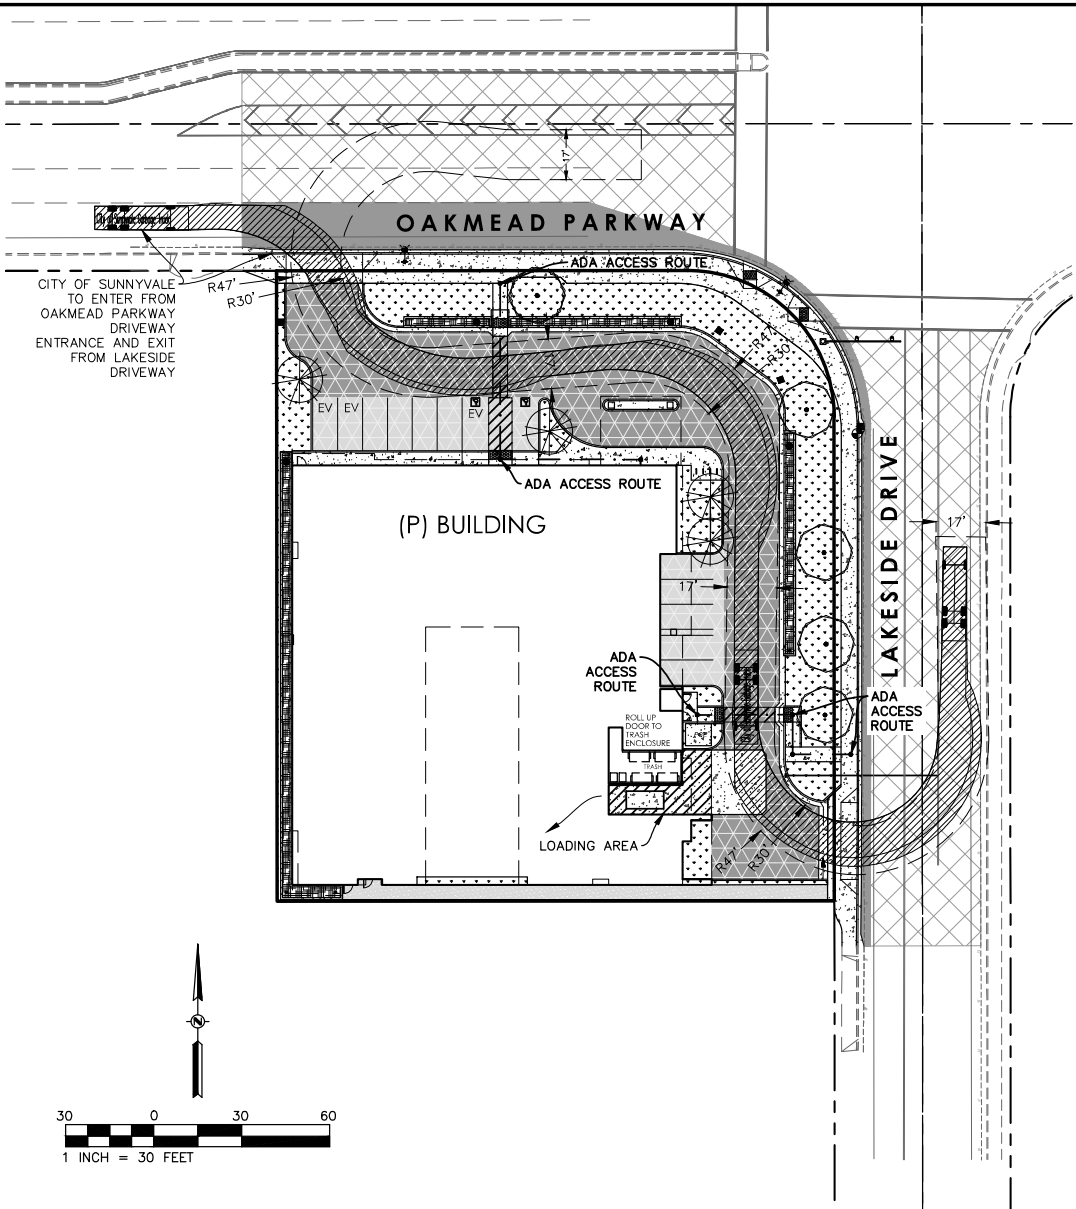 17'
OAKMEAD PARKWAY
ADA ACCESS ROUTE
CITY OF SUNNYVALE
TO ENTER FROM
OAKMEAD PARKWAY
DRIVEWAY
ENTRANCE AND EXIT
FROM LAKESIDE
DRIVEWAY
R47'
R30'
R47'
R30'
EV
EV
EV
ADA ACCESS ROUTE
(P) BUILDING
LAKESIDE DRIVE
17'
17'
ADA
ACCESS
ROUTE
ADA
ACCESS
ROUTE
ROLL UP
DOOR TO
TRASH
ENCLOSURE
TRASH
LOADING AREA
R47'
R30'
N
30
0
30
60
1 INCH = 30 FEET